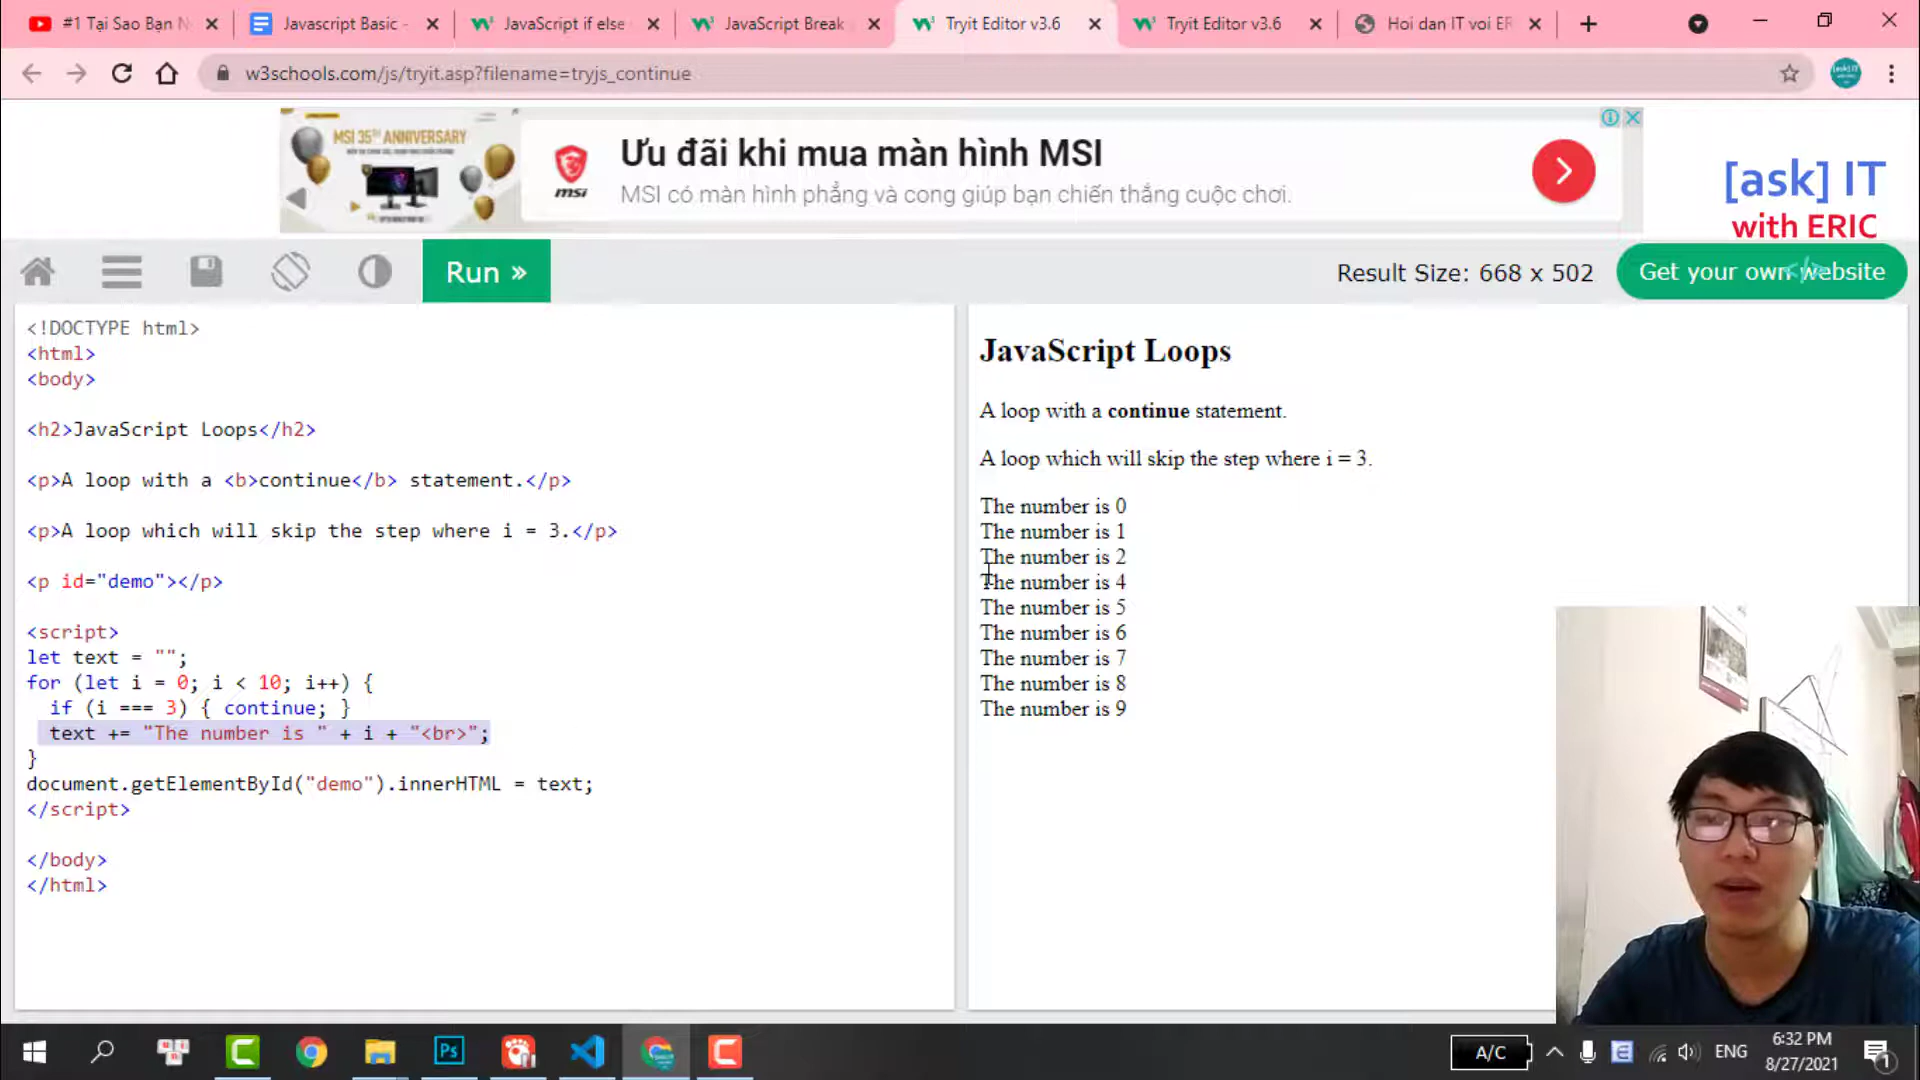 #1 Tại Sao Bạn N
Javascript Basic -
JavaScript if else
JavaScript Break
Tryit Editor v3.6
Tryit Editor v3.6
Hoi dan IT voi ER
w3schools.com/js/tryit.asp?filename=tryjs_continue
MSI 35TH ANNIVERSARY
msi
Ưu đãi khi mua màn hình MSI
MSI có màn hình phẳng và cong giúp bạn chiến thắng cuộc chơi.
[ask] IT
with ERIC
Run »
Result Size: 668 x 502
Get your own website
<!DOCTYPE html>
<html>
<body>
<h2>JavaScript Loops</h2>
<p>A loop with a <b>continue</b> statement.</p>
<p>A loop which will skip the step where i = 3.</p>
<p id="demo"></p>
<script>
let text = "";
for (let i = 0; i < 10; i++) {
if (i === 3) { continue; }
text += "The number is " + i + "<br>";
}
document.getElementById("demo").innerHTML = text;
</script>
</body>
</html>
JavaScript Loops
A loop with a continue statement.
A loop which will skip the step where i = 3.
The number is 0
The number is 1
The number is 2
The number is 4
The number is 5
The number is 6
The number is 7
The number is 8
The number is 9
Ps
A/C
ENG
6:32 PM
8/27/2021
1